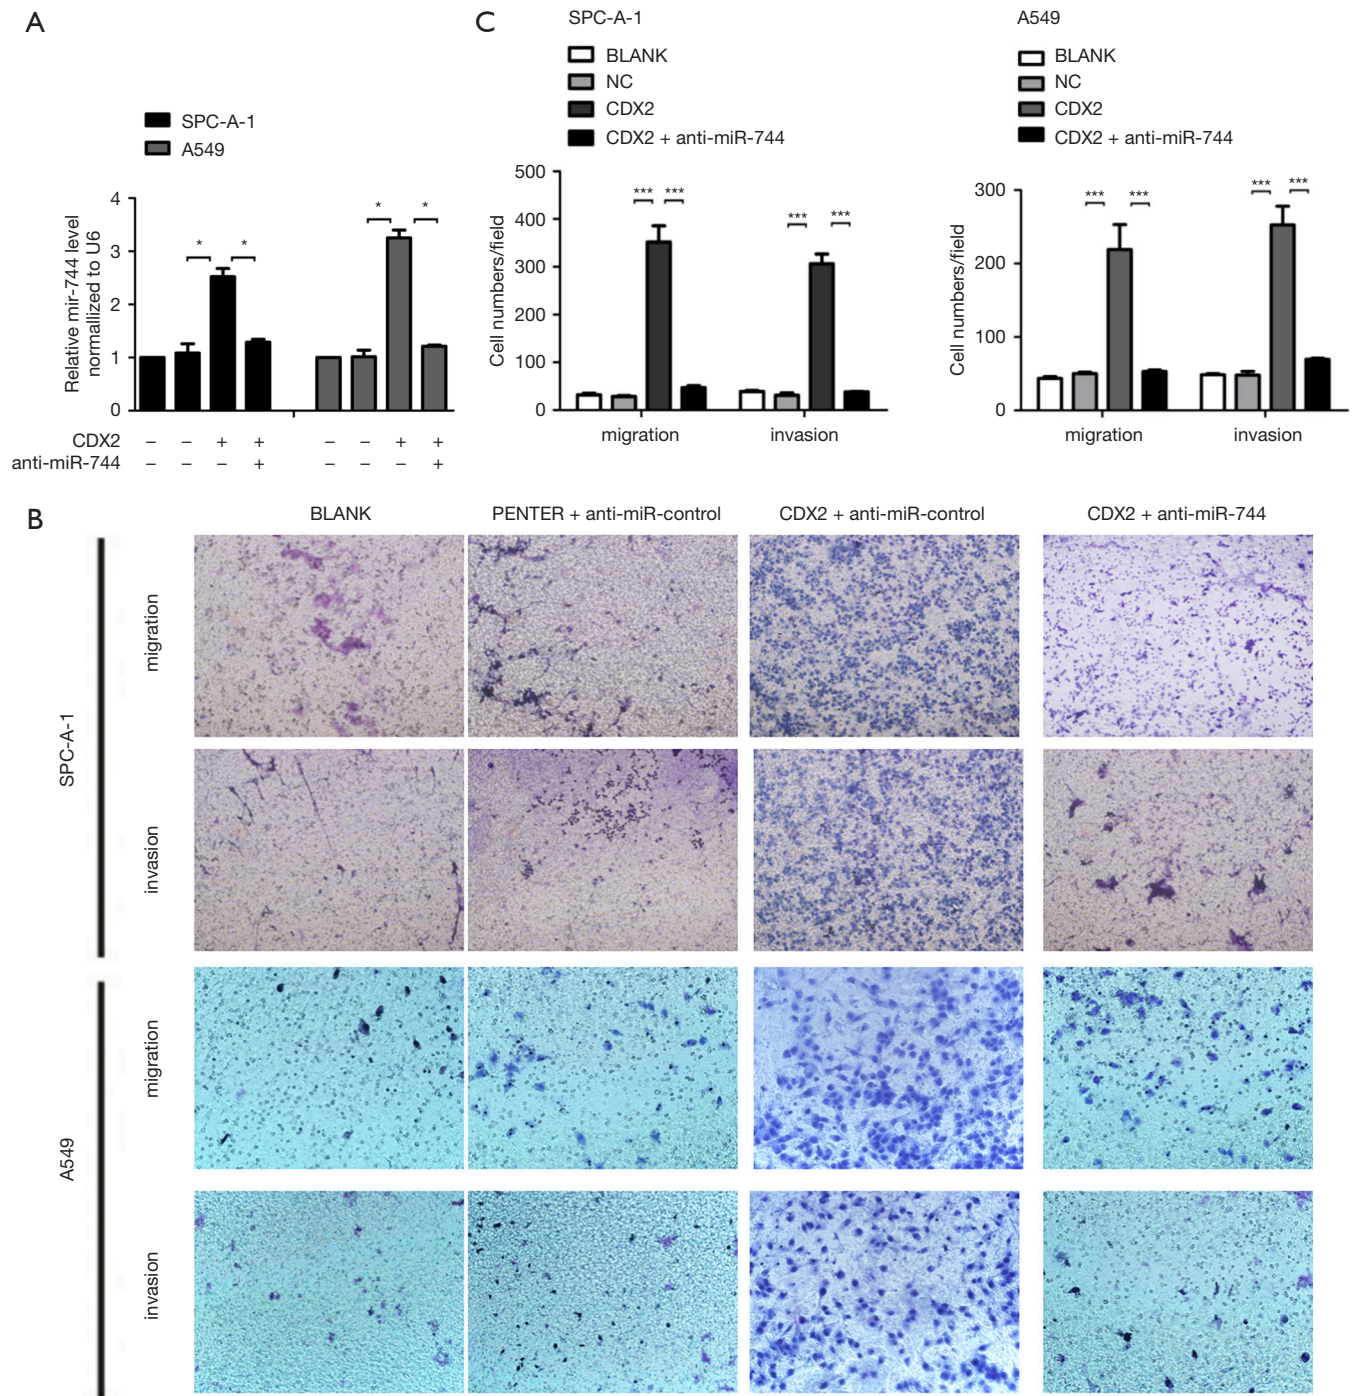 A
SPC-A-1
A549
Relative mir-744 level
normallized to U6
4
3
2
1
0
* * * *
CDX2 – – + + – – + +
anti-miR-744 – – – + – – – +
C
SPC-A-1
BLANK
NC
CDX2
CDX2 + anti-miR-744
Cell numbers/field
500
400
300
200
100
0
*** *** *** ***
migration invasion
A549
BLANK
NC
CDX2
CDX2 + anti-miR-744
Cell numbers/field
300
200
100
0
*** *** *** ***
migration invasion
B
BLANK PENTER + anti-miR-control CDX2 + anti-miR-control CDX2 + anti-miR-744
SPC-A-1
migration
invasion
A549
migration
invasion